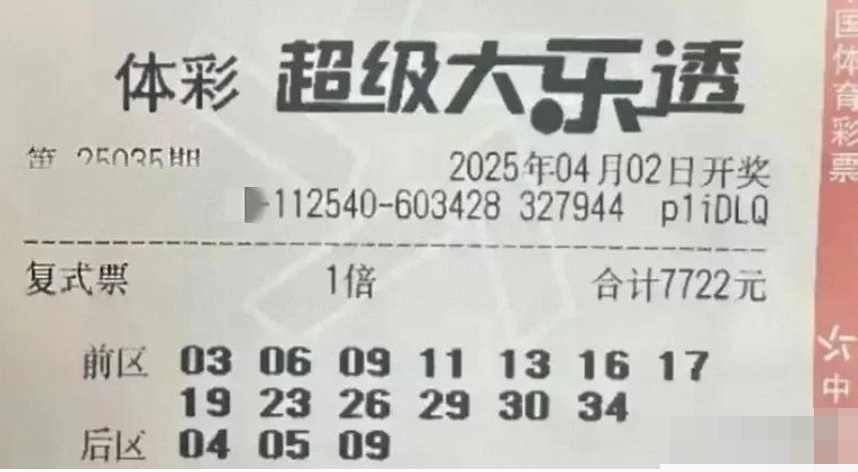 体彩 超级大乐透
第 25035期 2025年04月02日开奖
112540-603428 327944 p1iDLQ
复式票 1倍 合计7722元
前区 03 06 09 11 13 16 17
19 23 26 29 30 34
后区 04 05 09
中国体育彩票
中